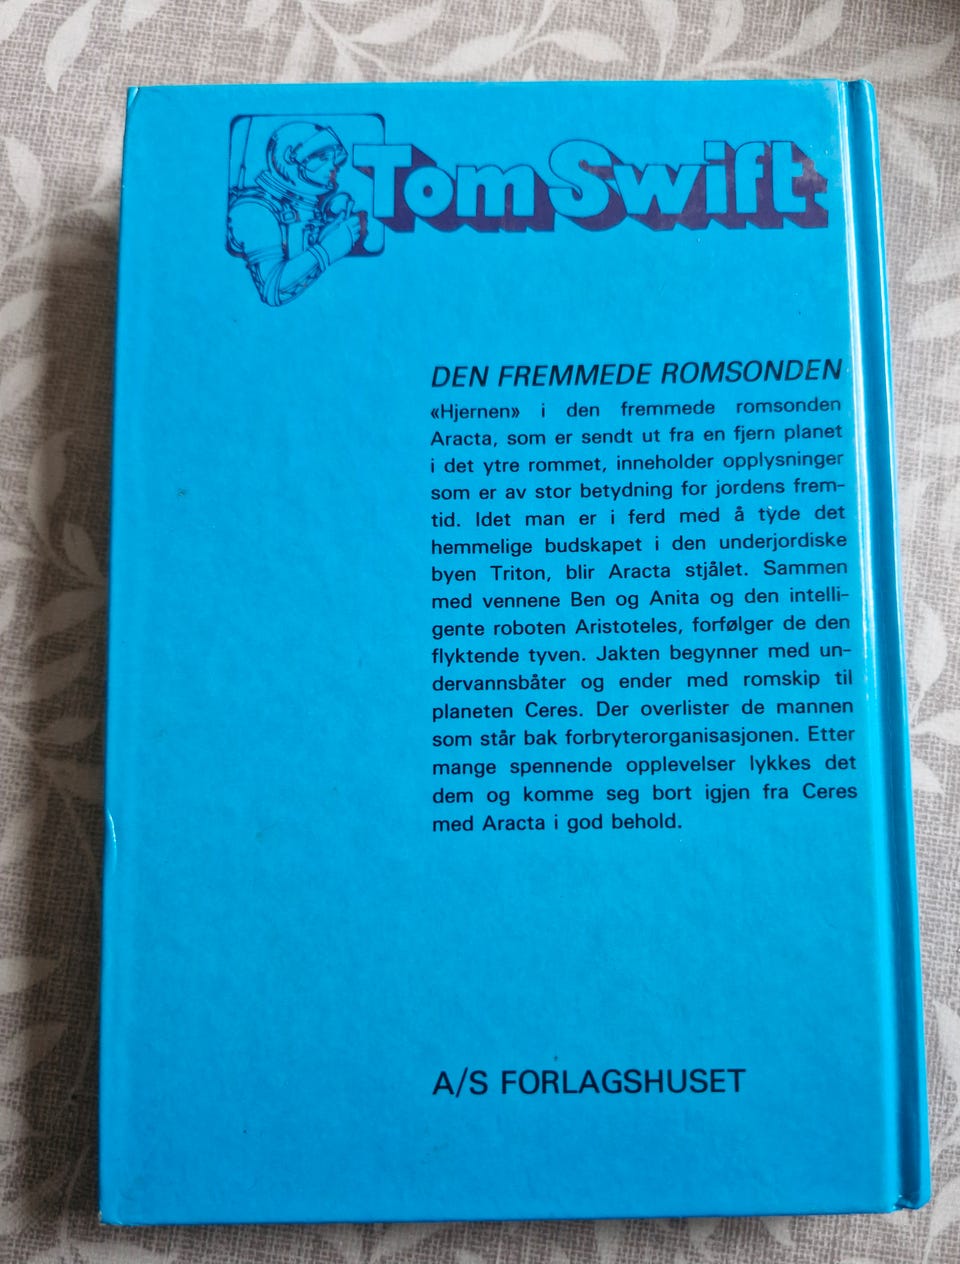 Tom Swift
DEN FREMMEDE ROMSONDEN
«Hjernen» i den fremmede romsonden
Aracta, som er sendt ut fra en fjern planet
i det ytre rommet, inneholder opplysninger
som er av stor betydning for jordens frem-
tid. Idet man er i ferd med å tyde det
hemmelige budskapet i den underjordiske
byen Triton, blir Aracta stjålet. Sammen
med vennene Ben og Anita og den intelli-
gente roboten Aristoteles, forfølger de den
flyktende tyven. Jakten begynner med un-
dervannsbåter og ender med romskip til
planeten Ceres. Der overlister de mannen
som står bak forbryterorganisasjonen. Etter
mange spennende opplevelser lykkes det
dem og komme seg bort igjen fra Ceres
med Aracta i god behold.
A/S FORLAGSHUSET